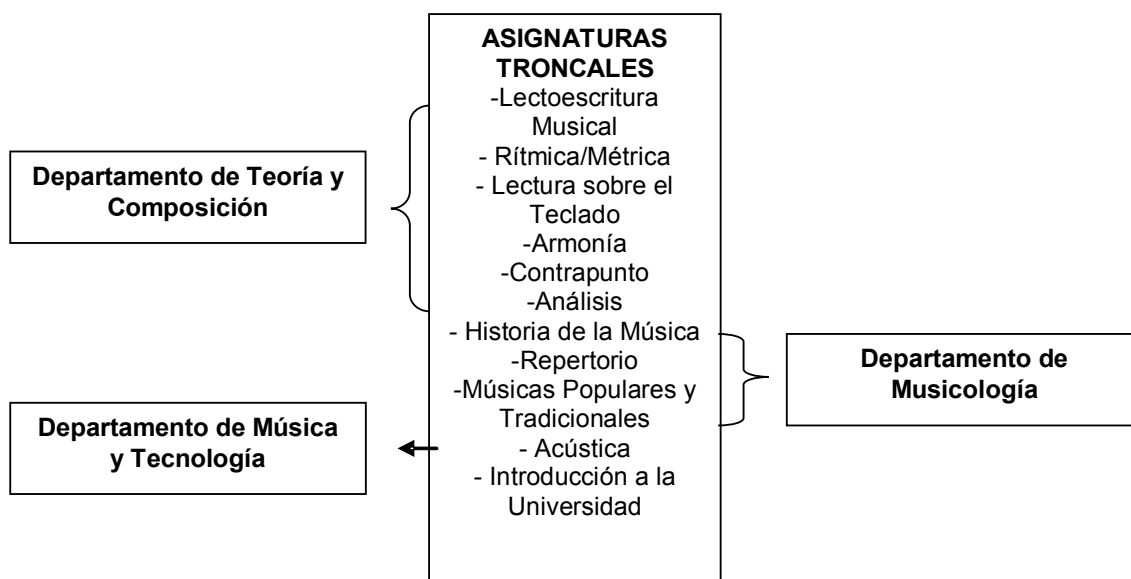 ASIGNATURAS
TRONCALES
-Lectoescritura
Musical
- Rítmica/Métrica
- Lectura sobre el
Teclado
-Armonía
-Contrapunto
-Análisis
- Historia de la Música
-Repertorio
-Músicas Populares y
Tradicionales
- Acústica
- Introducción a la
Universidad
Departamento de Teoría y
Composición
Departamento de Música
y Tecnología
Departamento de
Musicología